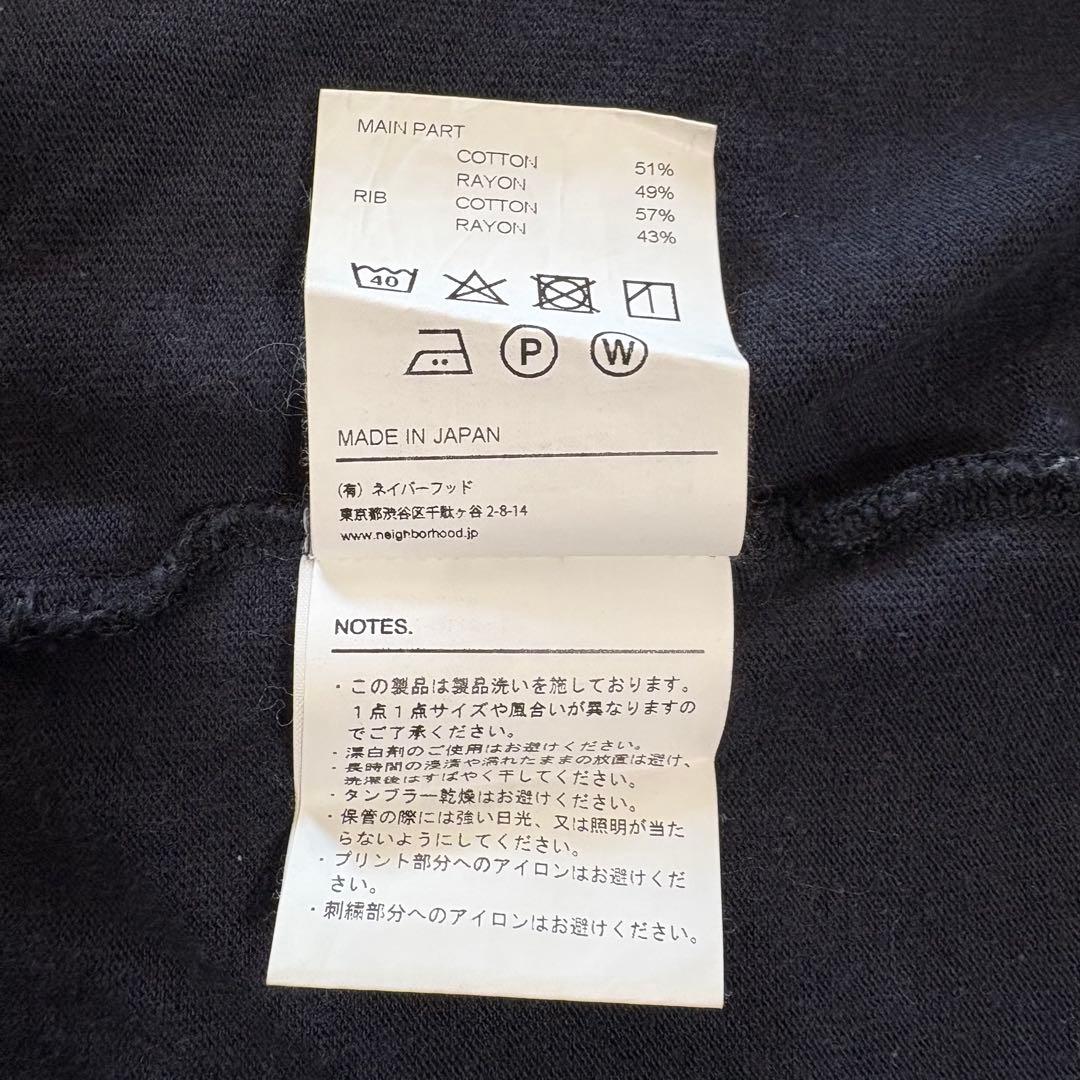 MAIN PART
COTTON 51%
RAYON 49%
RIB COTTON 57%
RAYON 43%
40
P W
MADE IN JAPAN
(有) ネイバーフッド
東京都渋谷区千駄ヶ谷 2-8-14
www.neighborhood.jp
NOTES.
・この製品は製品洗いを施しております。
１点１点サイズや風合いが異なりますの
でご了承ください。
・漂白剤のご使用はお避けください。
・長時間の浸漬や濡れたままの放置は避け、
洗濯後はすばやく干してください。
・タンブラー乾燥はお避けください。
・保管の際には強い日光、又は照明が当た
らないようにしてください。
・プリント部分へのアイロンはお避けくだ
さい。
・刺繍部分へのアイロンはお避けください。